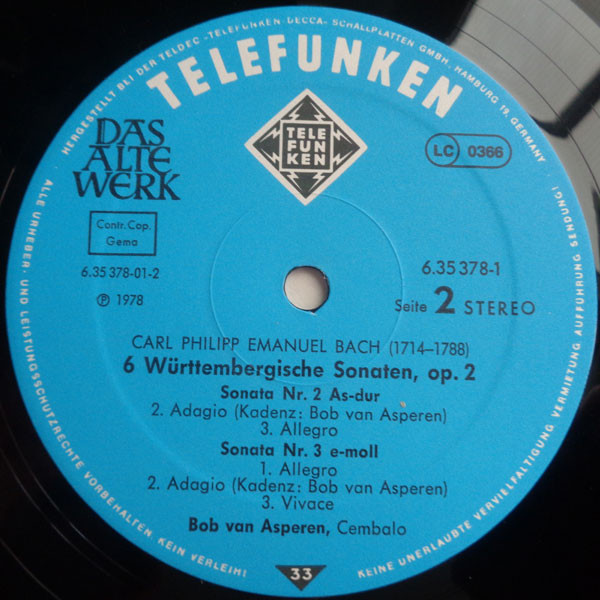 HERGESTELLT BEI DER TELDEC „TELEFUNKEN-DECCA“ SCHALLPLATTEN GMBH, HAMBURG 19, GERMANY
TELEFUNKEN
DAS
ALTE
WERK
TELE
FUN
KEN
LC 0366
Contr. Cop.
Gema
6.35 378-01-2
Ⓟ 1978
6.35 378-1
Seite 2 STEREO
CARL PHILIPP EMANUEL BACH (1714–1788)
6 Württembergische Sonaten, op. 2
Sonata Nr. 2 As-dur
2. Adagio (Kadenz: Bob van Asperen)
3. Allegro
Sonata Nr. 3 e-moll
1. Allegro
2. Adagio (Kadenz: Bob van Asperen)
3. Vivace
Bob van Asperen, Cembalo
ALLE URHEBER- UND LEISTUNGSSCHUTZRECHTE VORBEHALTEN KEIN VERLEIH!
33
KEINE UNERLAUBTE VERVIELFÄLTIGUNG VERMIETUNG AUFFÜHRUNG SENDUNG!